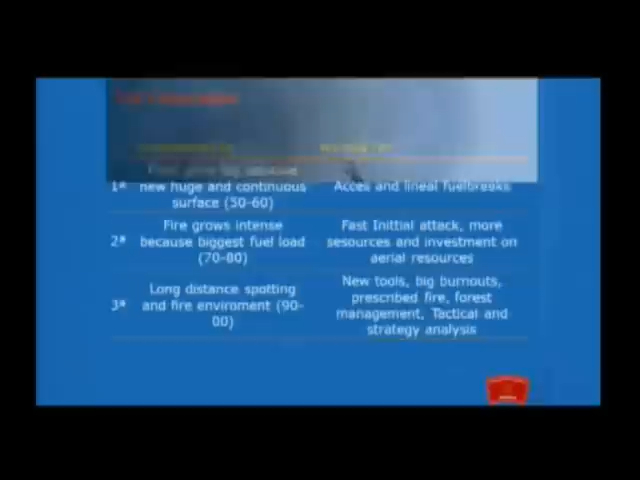 1ª
new huge and continuous
surface (50-60)
Acces and lineal fuelbreaks
2ª
Fire grows intense
because biggest fuel load
(70-80)
Fast Inittial attack, more
sesources and investment on
aerial resources
3ª
Long distance spotting
and fire enviroment (90-
00)
New tools, big burnouts,
prescribed fire, forest
management, Tactical and
strategy analysis